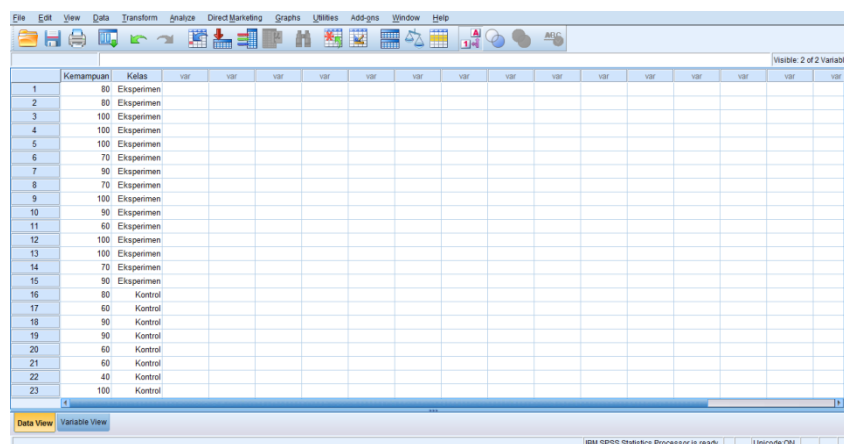 File Edit View Data Transform Analyze Direct Marketing Graphs Utilities Add-ons Window Help
Visible: 2 of 2 Variabl
Kemampuan Kelas var var var var var var var var var var var var var var
1 80 Eksperimen
2 80 Eksperimen
3 100 Eksperimen
4 100 Eksperimen
5 100 Eksperimen
6 70 Eksperimen
7 90 Eksperimen
8 70 Eksperimen
9 100 Eksperimen
10 90 Eksperimen
11 60 Eksperimen
12 100 Eksperimen
13 100 Eksperimen
14 70 Eksperimen
15 90 Eksperimen
16 80 Kontrol
17 60 Kontrol
18 90 Kontrol
19 90 Kontrol
20 60 Kontrol
21 60 Kontrol
22 40 Kontrol
23 100 Kontrol
Data View Variable View
IBM SPSS Statistics Processor is ready Unicode:ON